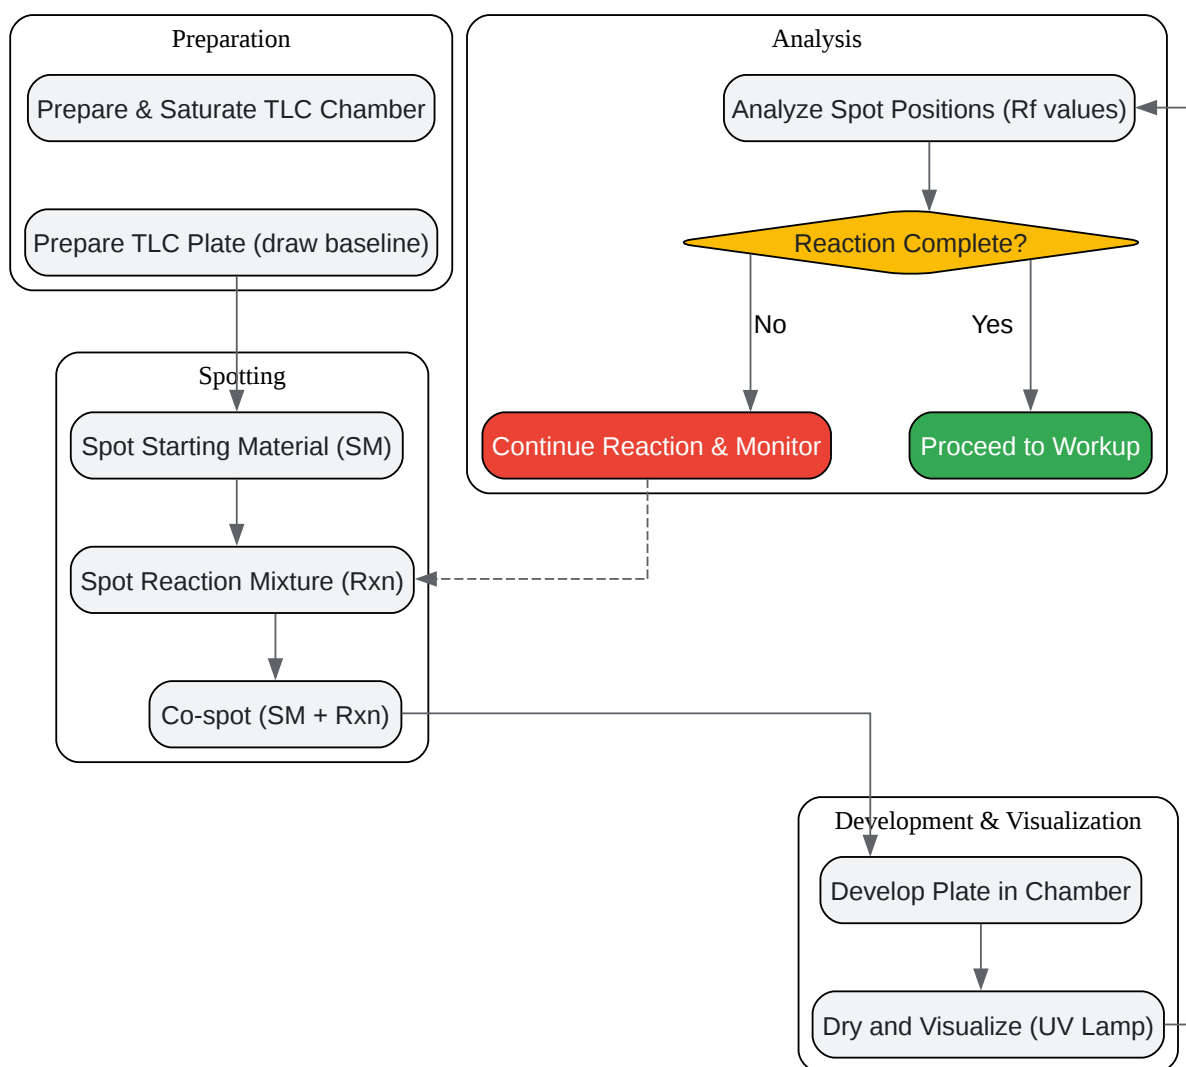 Preparation
Prepare & Saturate TLC Chamber
Prepare TLC Plate (draw baseline)
Spotting
Spot Starting Material (SM)
Spot Reaction Mixture (Rxn)
Co-spot (SM + Rxn)
Analysis
Analyze Spot Positions (Rf values)
Reaction Complete?
No
Yes
Continue Reaction & Monitor
Proceed to Workup
Development & Visualization
Develop Plate in Chamber
Dry and Visualize (UV Lamp)